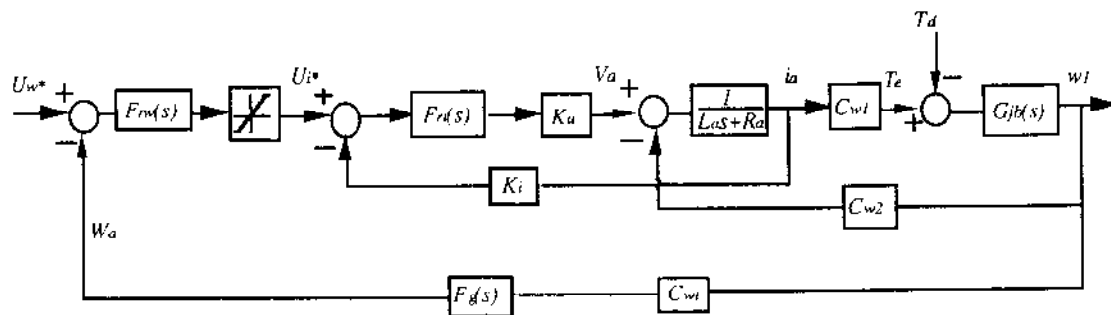 Td
Uw* + Frw(s) Ui* + Fri(s) Ku Va + 1 ia Cw1 Te − w1
− − − Las+Ra + Gjb(s)
Ki
Cw2
Wa
Fg(s) Cwt